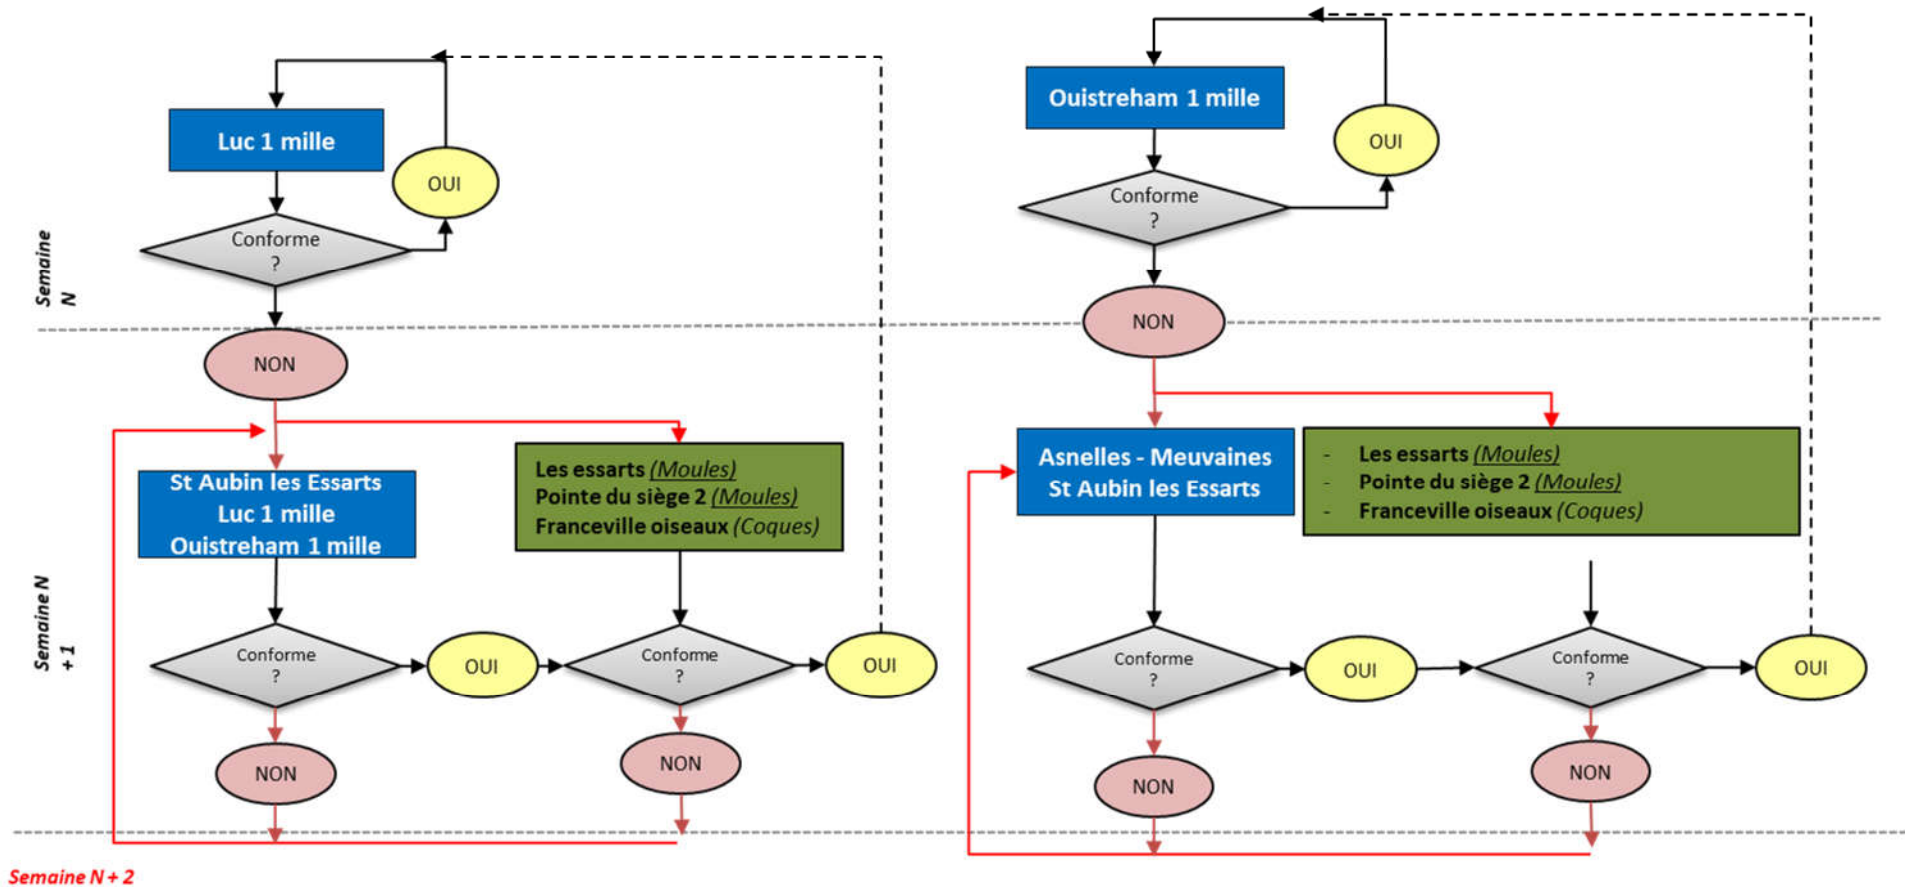 Ouistreham 1 mille
Luc 1 mille
OUI
OUI
Conforme
?
Conforme
?
Semaine
N
NON
NON
St Aubin les Essarts
Luc 1 mille
Ouistreham 1 mille
Les essarts (Moules)
Pointe du siège 2 (Moules)
Franceville oiseaux (Coques)
Asnelles - Meuvaines
St Aubin les Essarts
- Les essarts (Moules)
- Pointe du siège 2 (Moules)
- Franceville oiseaux (Coques)
Semaine N
+ 1
Conforme
?
OUI
Conforme
?
OUI
Conforme
?
OUI
Conforme
?
OUI
NON
NON
NON
NON
Semaine N + 2